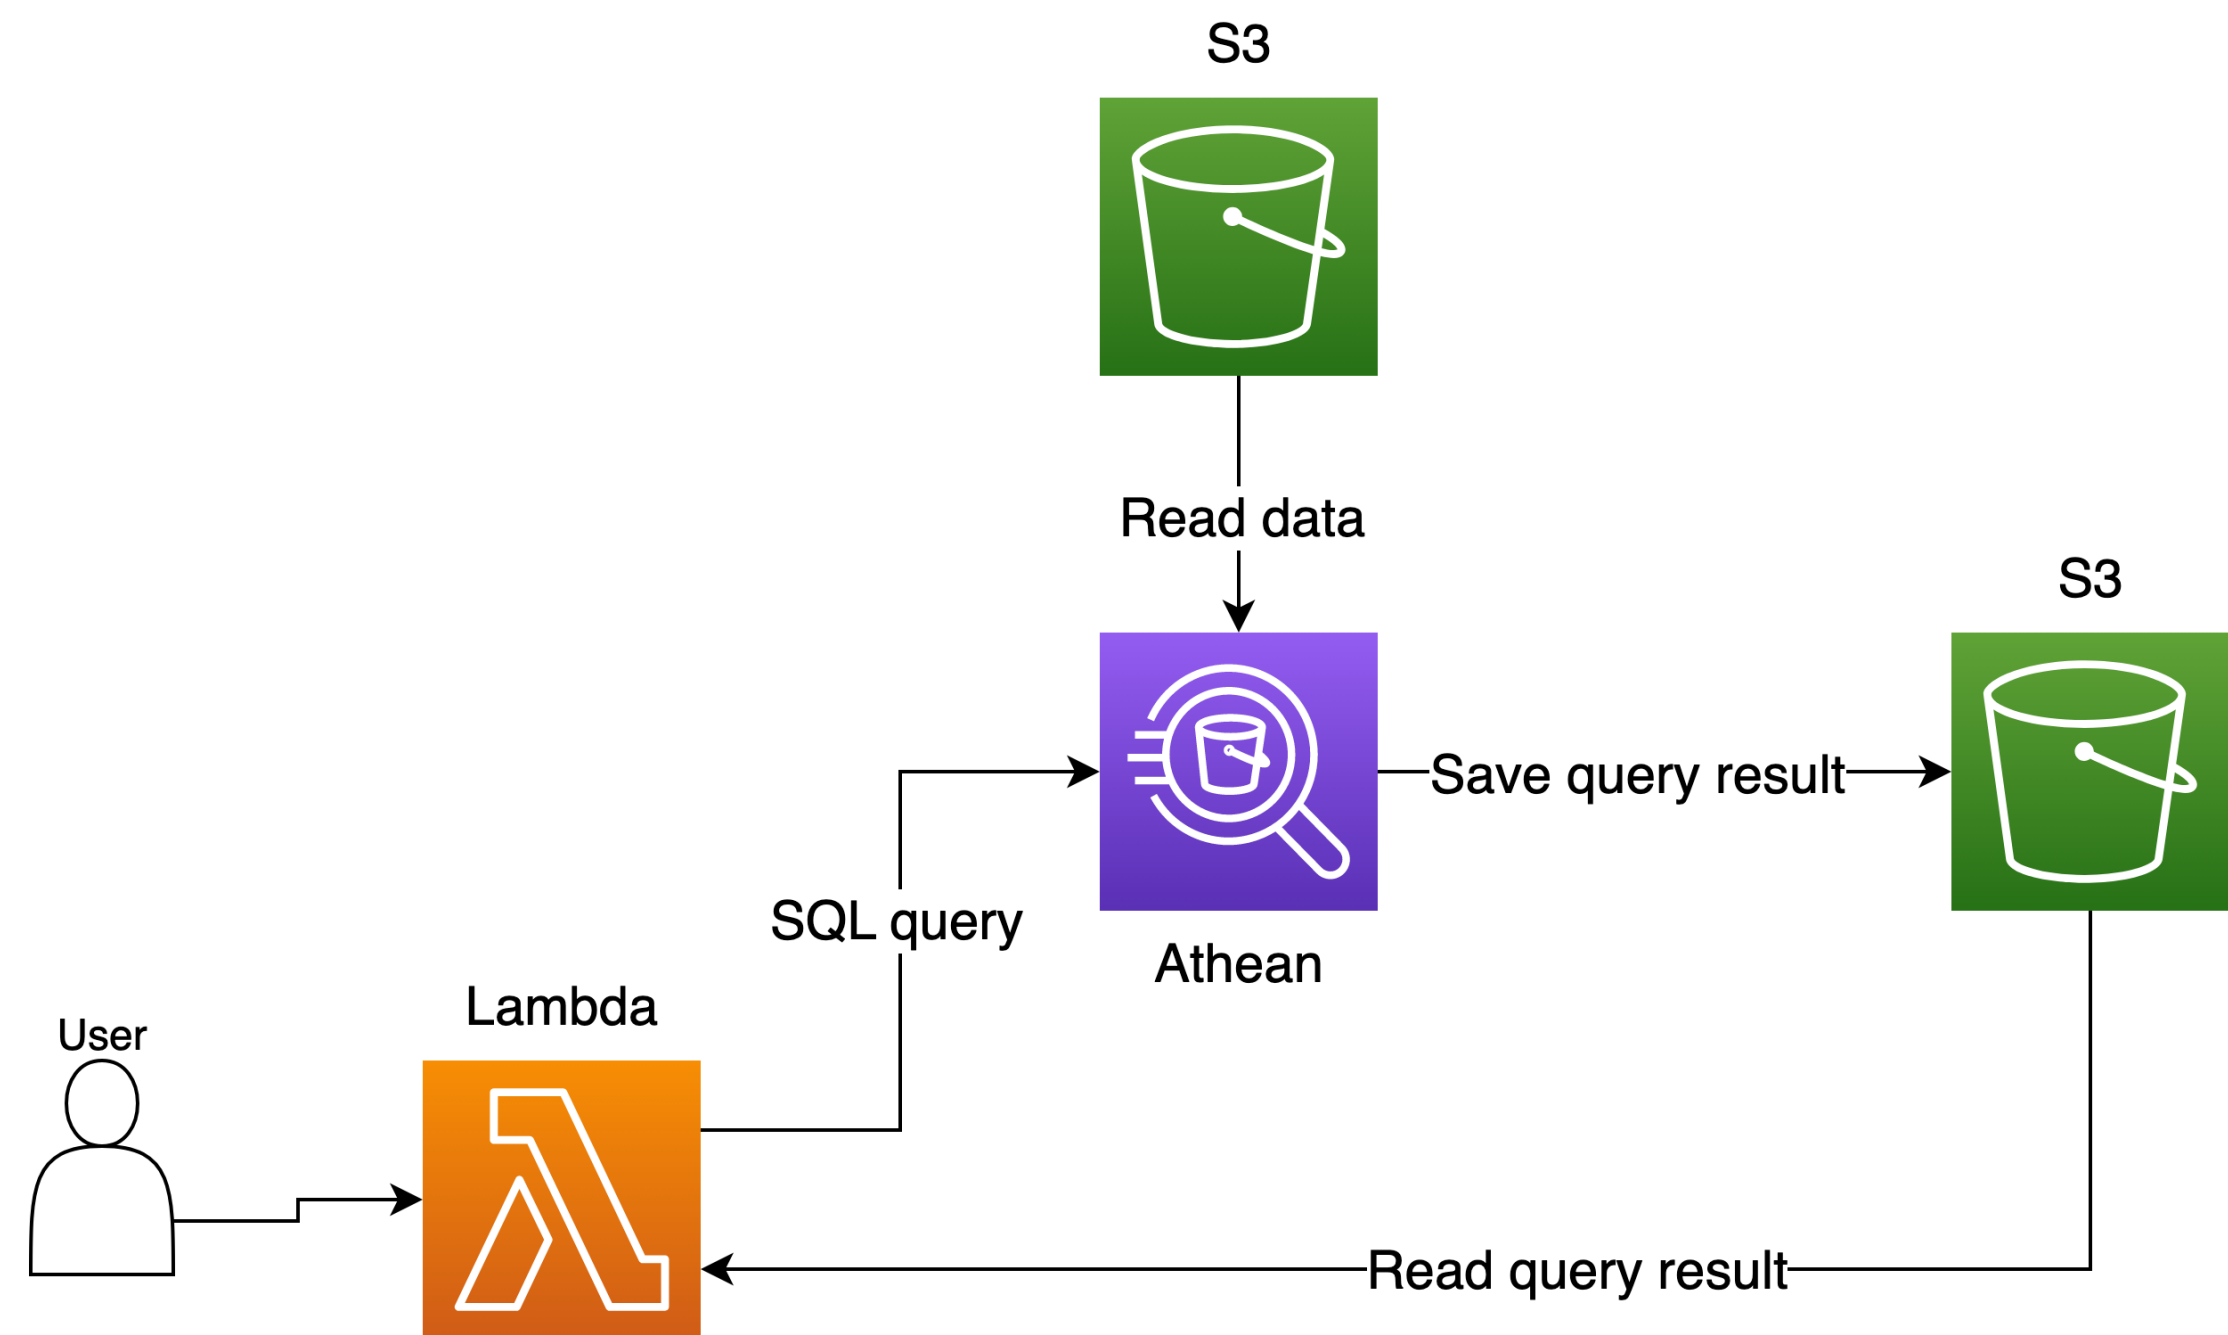 S3
Read data
S3
Save query result
SQL query
Athean
Lambda
User
Read query result